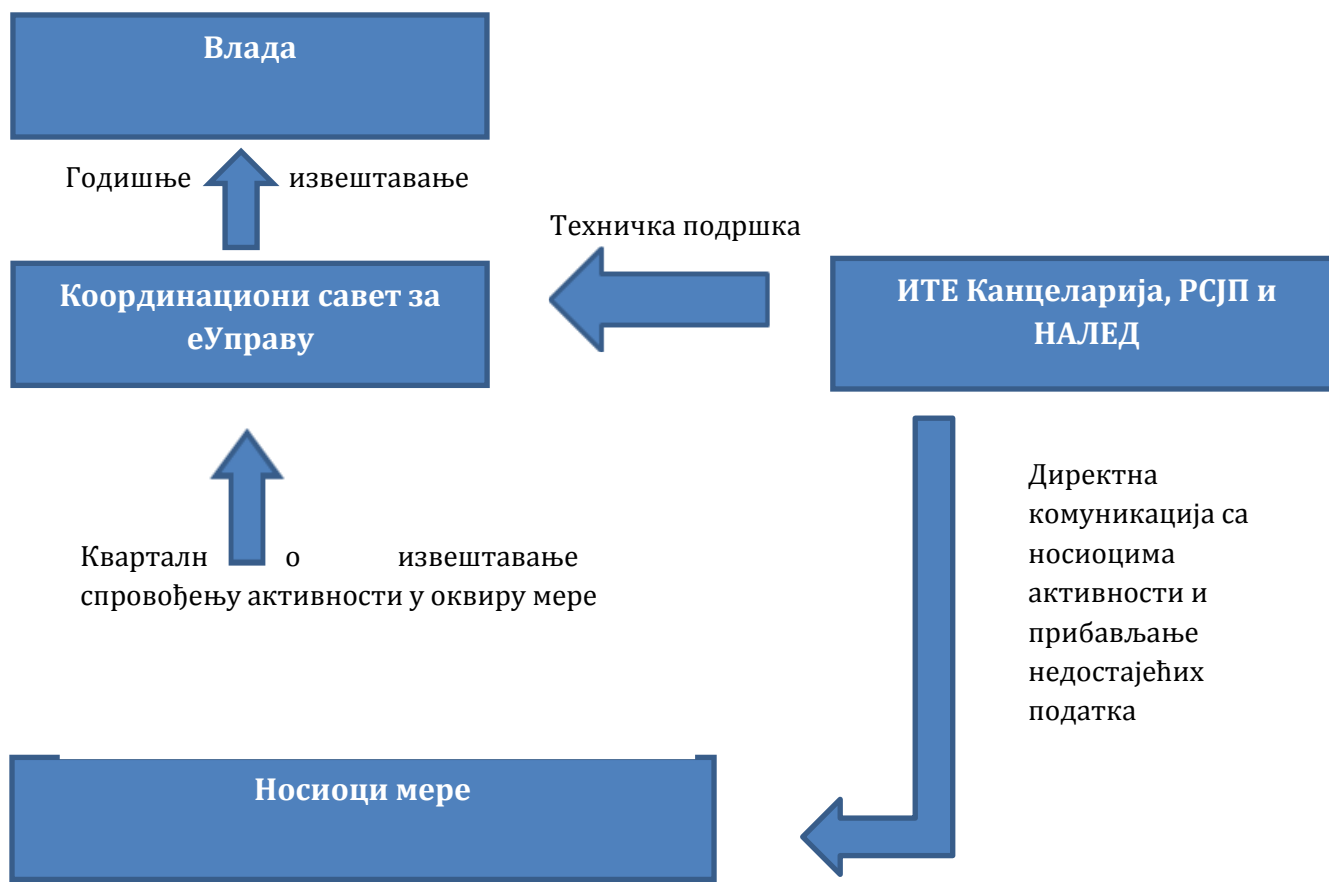 Влада
Годишње извештавање
Техничка подршка
Координациони савет за
еУправу
ИТЕ Канцеларија, РСЈП и
НАЛЕД
Кварталн о извештавање
спровођењу активности у оквиру мере
Директна
комуникација са
носиоцима
активности и
прибављање
недостајећих
податка
Носиоци мере